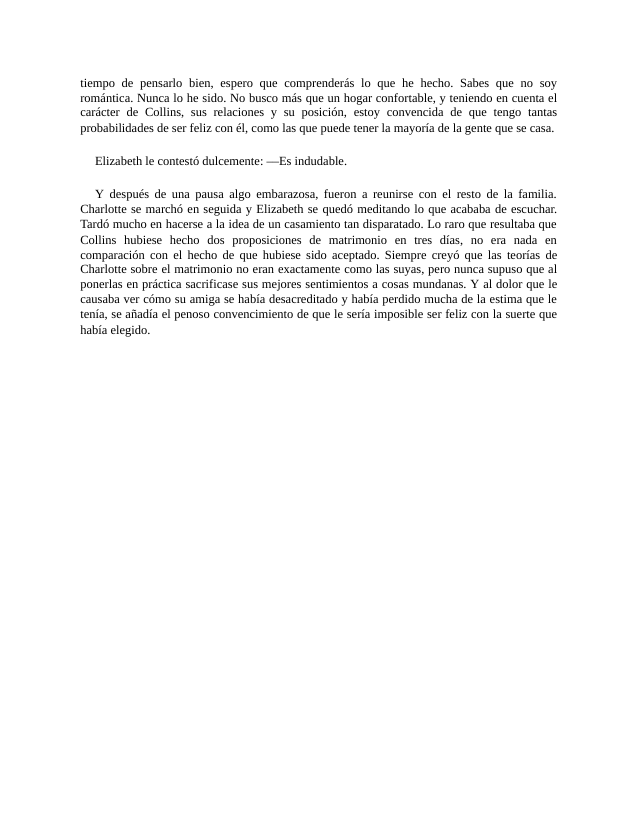 tiempo de pensarlo bien, espero que comprenderás lo que he hecho. Sabes que no soy
romántica. Nunca lo he sido. No busco más que un hogar confortable, y teniendo en cuenta el
carácter de Collins, sus relaciones y su posición, estoy convencida de que tengo tantas
probabilidades de ser feliz con él, como las que puede tener la mayoría de la gente que se casa.
Elizabeth le contestó dulcemente: —Es indudable.
Y después de una pausa algo embarazosa, fueron a reunirse con el resto de la familia.
Charlotte se marchó en seguida y Elizabeth se quedó meditando lo que acababa de escuchar.
Tardó mucho en hacerse a la idea de un casamiento tan disparatado. Lo raro que resultaba que
Collins hubiese hecho dos proposiciones de matrimonio en tres días, no era nada en
comparación con el hecho de que hubiese sido aceptado. Siempre creyó que las teorías de
Charlotte sobre el matrimonio no eran exactamente como las suyas, pero nunca supuso que al
ponerlas en práctica sacrificase sus mejores sentimientos a cosas mundanas. Y al dolor que le
causaba ver cómo su amiga se había desacreditado y había perdido mucha de la estima que le
tenía, se añadía el penoso convencimiento de que le sería imposible ser feliz con la suerte que
había elegido.